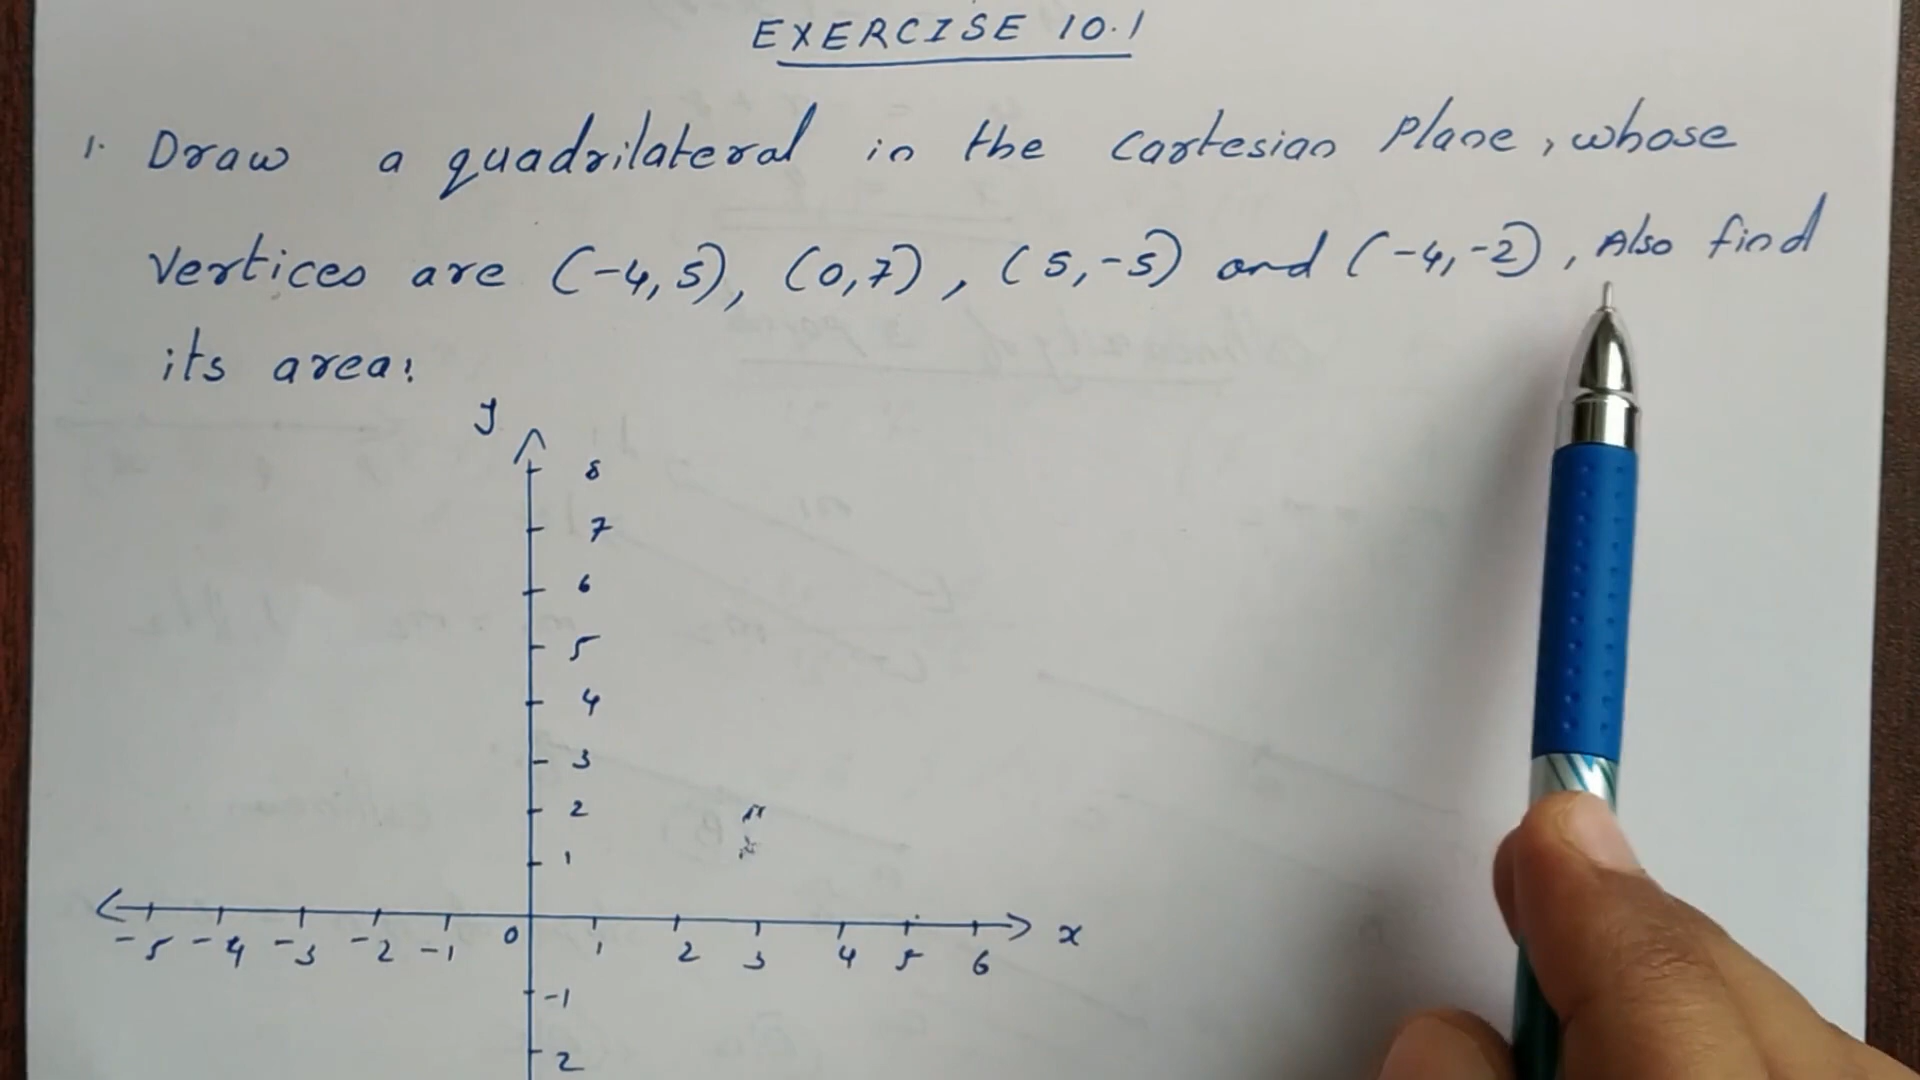 EXERCISE 10.1
1. Draw a quadrilateral in the Cartesian Plane, whose
vertices are (-4,5), (0,7), (5,-5) and (-4,-2), Also find
its area:
y
8
7
6
5
4
3
2
1
-5 -4 -3 -2 -1 0 1 2 3 4 5 6 x
-1
2